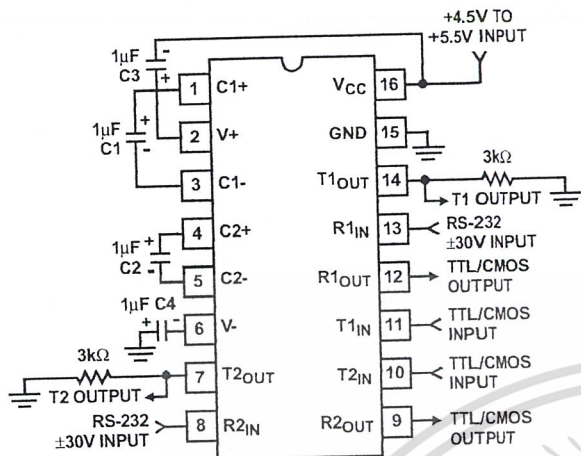 +4.5V TO
+5.5V INPUT
1µF
C3
-
+
1µF
C1
+
-
1µF
C2
+
-
1µF C4
+
-
1 C1+
2 V+
3 C1-
4 C2+
5 C2-
6 V-
7 T2OUT
8 R2IN
VCC 16
GND 15
T1OUT 14
R1IN 13
R1OUT 12
T1IN 11
T2IN 10
R2OUT 9
3kΩ
T1 OUTPUT
RS-232
±30V INPUT
TTL/CMOS
OUTPUT
TTL/CMOS
INPUT
TTL/CMOS
INPUT
TTL/CMOS
OUTPUT
3kΩ
T2 OUTPUT
RS-232
±30V INPUT